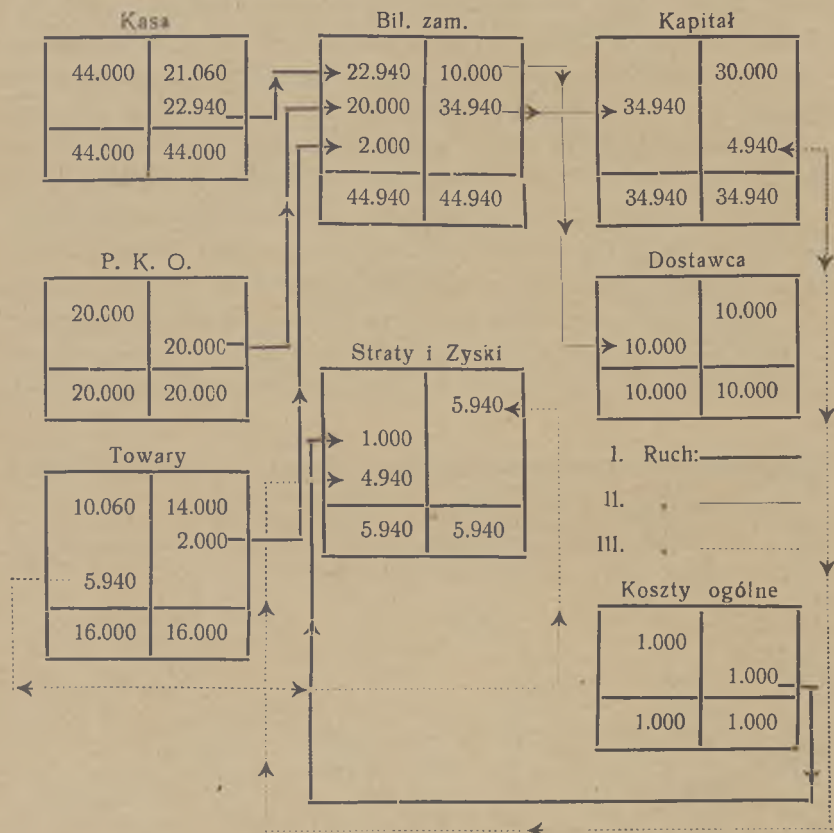 Kasa
44.000 21.060
22.940
44.000 44.000
Bil. zam.
22.940 10.000
20.000 34.940
2.000
44.940 44.940
Kapitał
30.000
34.940
4.940
34.940 34.940
P. K. O.
20.000
20.000
20.000 20.000
Dostawca
10.000
10.000
10.000 10.000
Straty i Zyski
5.940
1.000
4.940
5.940 5.940
Towary
10.060 14.000
2.000
5.940
16.000 16.000
I. Ruch:
II.
III.
Koszty ogólne
1.000
1.000
1.000 1.000